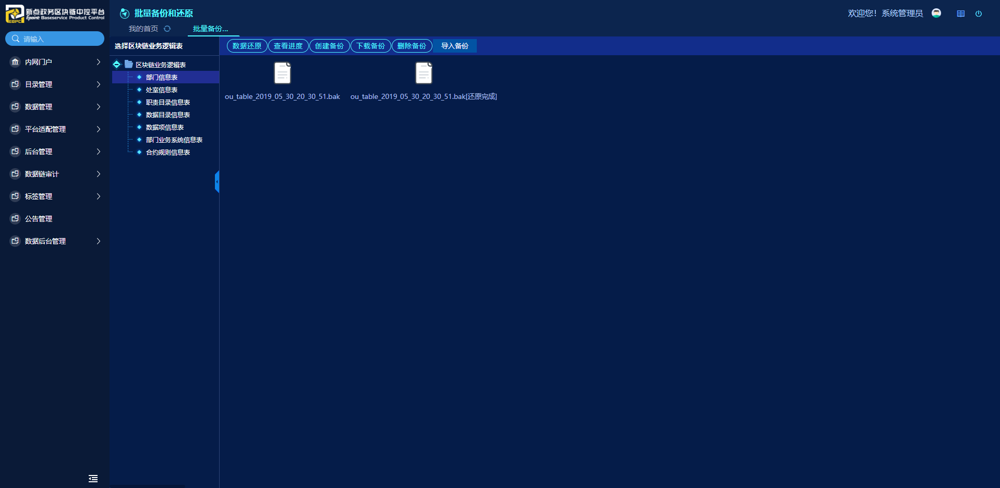 新点政务区块链中控平台
Epoint Baseservice Product Control
EBPC
请输入
内网门户
目录管理
数据管理
平台适配管理
后台管理
数据链审计
标签管理
公告管理
数据后台管理
批量备份和还原
欢迎您！系统管理员
我的首页
批量备份...
选择区块链业务逻辑表
区块链业务逻辑表
部门信息表
处室信息表
职责目录信息表
数据目录信息表
数据项信息表
部门业务系统信息表
合约规则信息表
数据还原 查看进度 创建备份 下载备份 删除备份 导入备份
ou_table_2019_05_30_20_30_51.bak ou_table_2019_05_30_20_30_51.bak[还原完成]